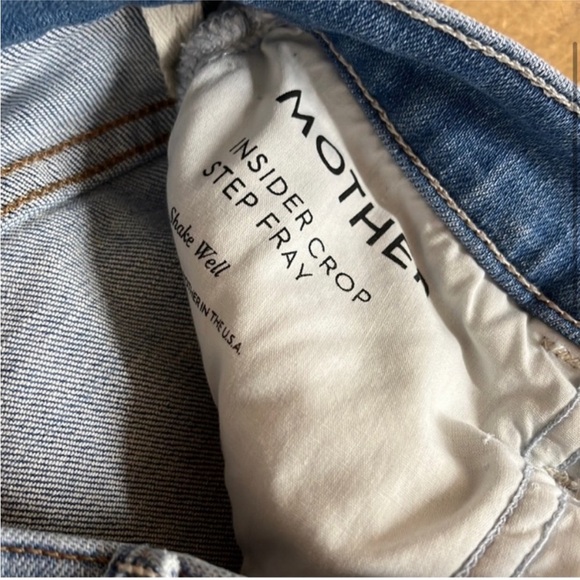 MOTHER
INSIDER CROP
STEP FRAY
Shake Well
IN THE U.S.A.